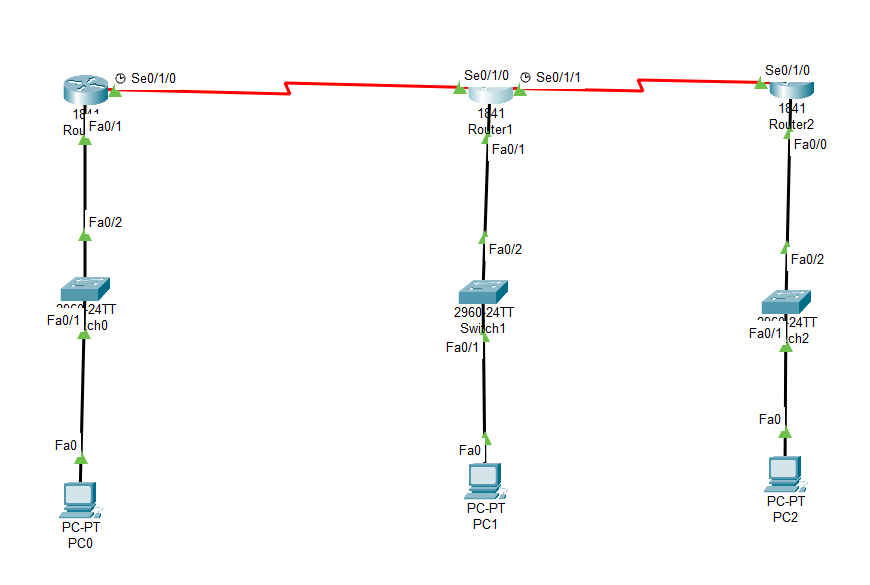 Se0/1/0
Se0/1/0
Se0/1/1
Se0/1/0
1841
Router1
1841
Router2
Fa0/1
Fa0/1
Fa0/0
Fa0/2
Fa0/2
Fa0/2
2960-24TT
Switch1
-24TT
Fa0/1
Fa0/1
Fa0/1
Fa0
Fa0
Fa0
PC-PT
PC0
PC-PT
PC1
PC-PT
PC2